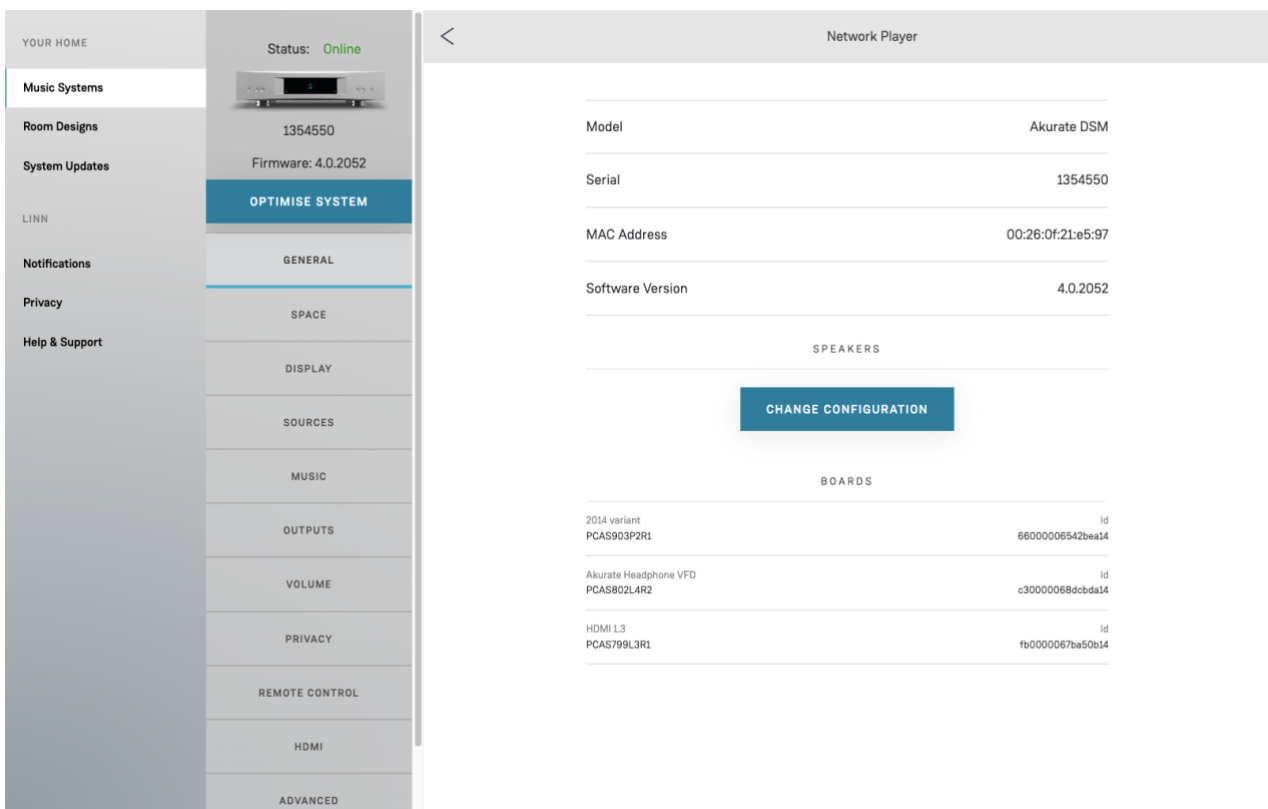 YOUR HOME
Music Systems
Room Designs
System Updates
LINN
Notifications
Privacy
Help & Support
Status: Online
1354550
Firmware: 4.0.2052
OPTIMISE SYSTEM
GENERAL
SPACE
DISPLAY
SOURCES
MUSIC
OUTPUTS
VOLUME
PRIVACY
REMOTE CONTROL
HDMI
ADVANCED
Network Player
Model Akurate DSM
Serial 1354550
MAC Address 00:26:0f:21:e5:97
Software Version 4.0.2052
SPEAKERS
CHANGE CONFIGURATION
BOARDS
2014 variant Id
PCAS903P2R1 66000006542bea14
Akurate Headphone VFD Id
PCAS802L4R2 c30000068dcbda14
HDMI 1.3 Id
PCAS799L3R1 fb0000067ba50b14